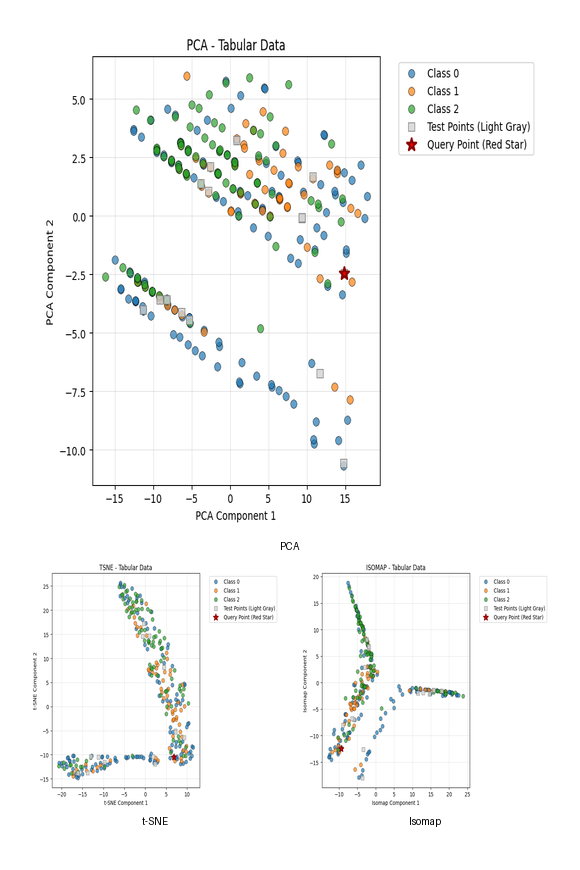 PCA - Tabular Data
Class 0
Class 1
Class 2
Test Points (Light Gray)
Query Point (Red Star)
PCA Component 2
5.0
2.5
0.0
−2.5
−5.0
−7.5
−10.0
−15 −10 −5 0 5 10 15
PCA Component 1
PCA
TSNE - Tabular Data
Class 0
Class 1
Class 2
Test Points (Light Gray)
Query Point (Red Star)
t-SNE Component 2
25
20
15
10
5
0
−5
−10
−15
−20 −15 −10 −5 0 5 10
t-SNE Component 1
t-SNE
ISOMAP - Tabular Data
Class 0
Class 1
Class 2
Test Points (Light Gray)
Query Point (Red Star)
Isomap Component 2
20
15
10
5
0
−5
−10
−15
−10 −5 0 5 10 15 20 25
Isomap Component 1
Isomap